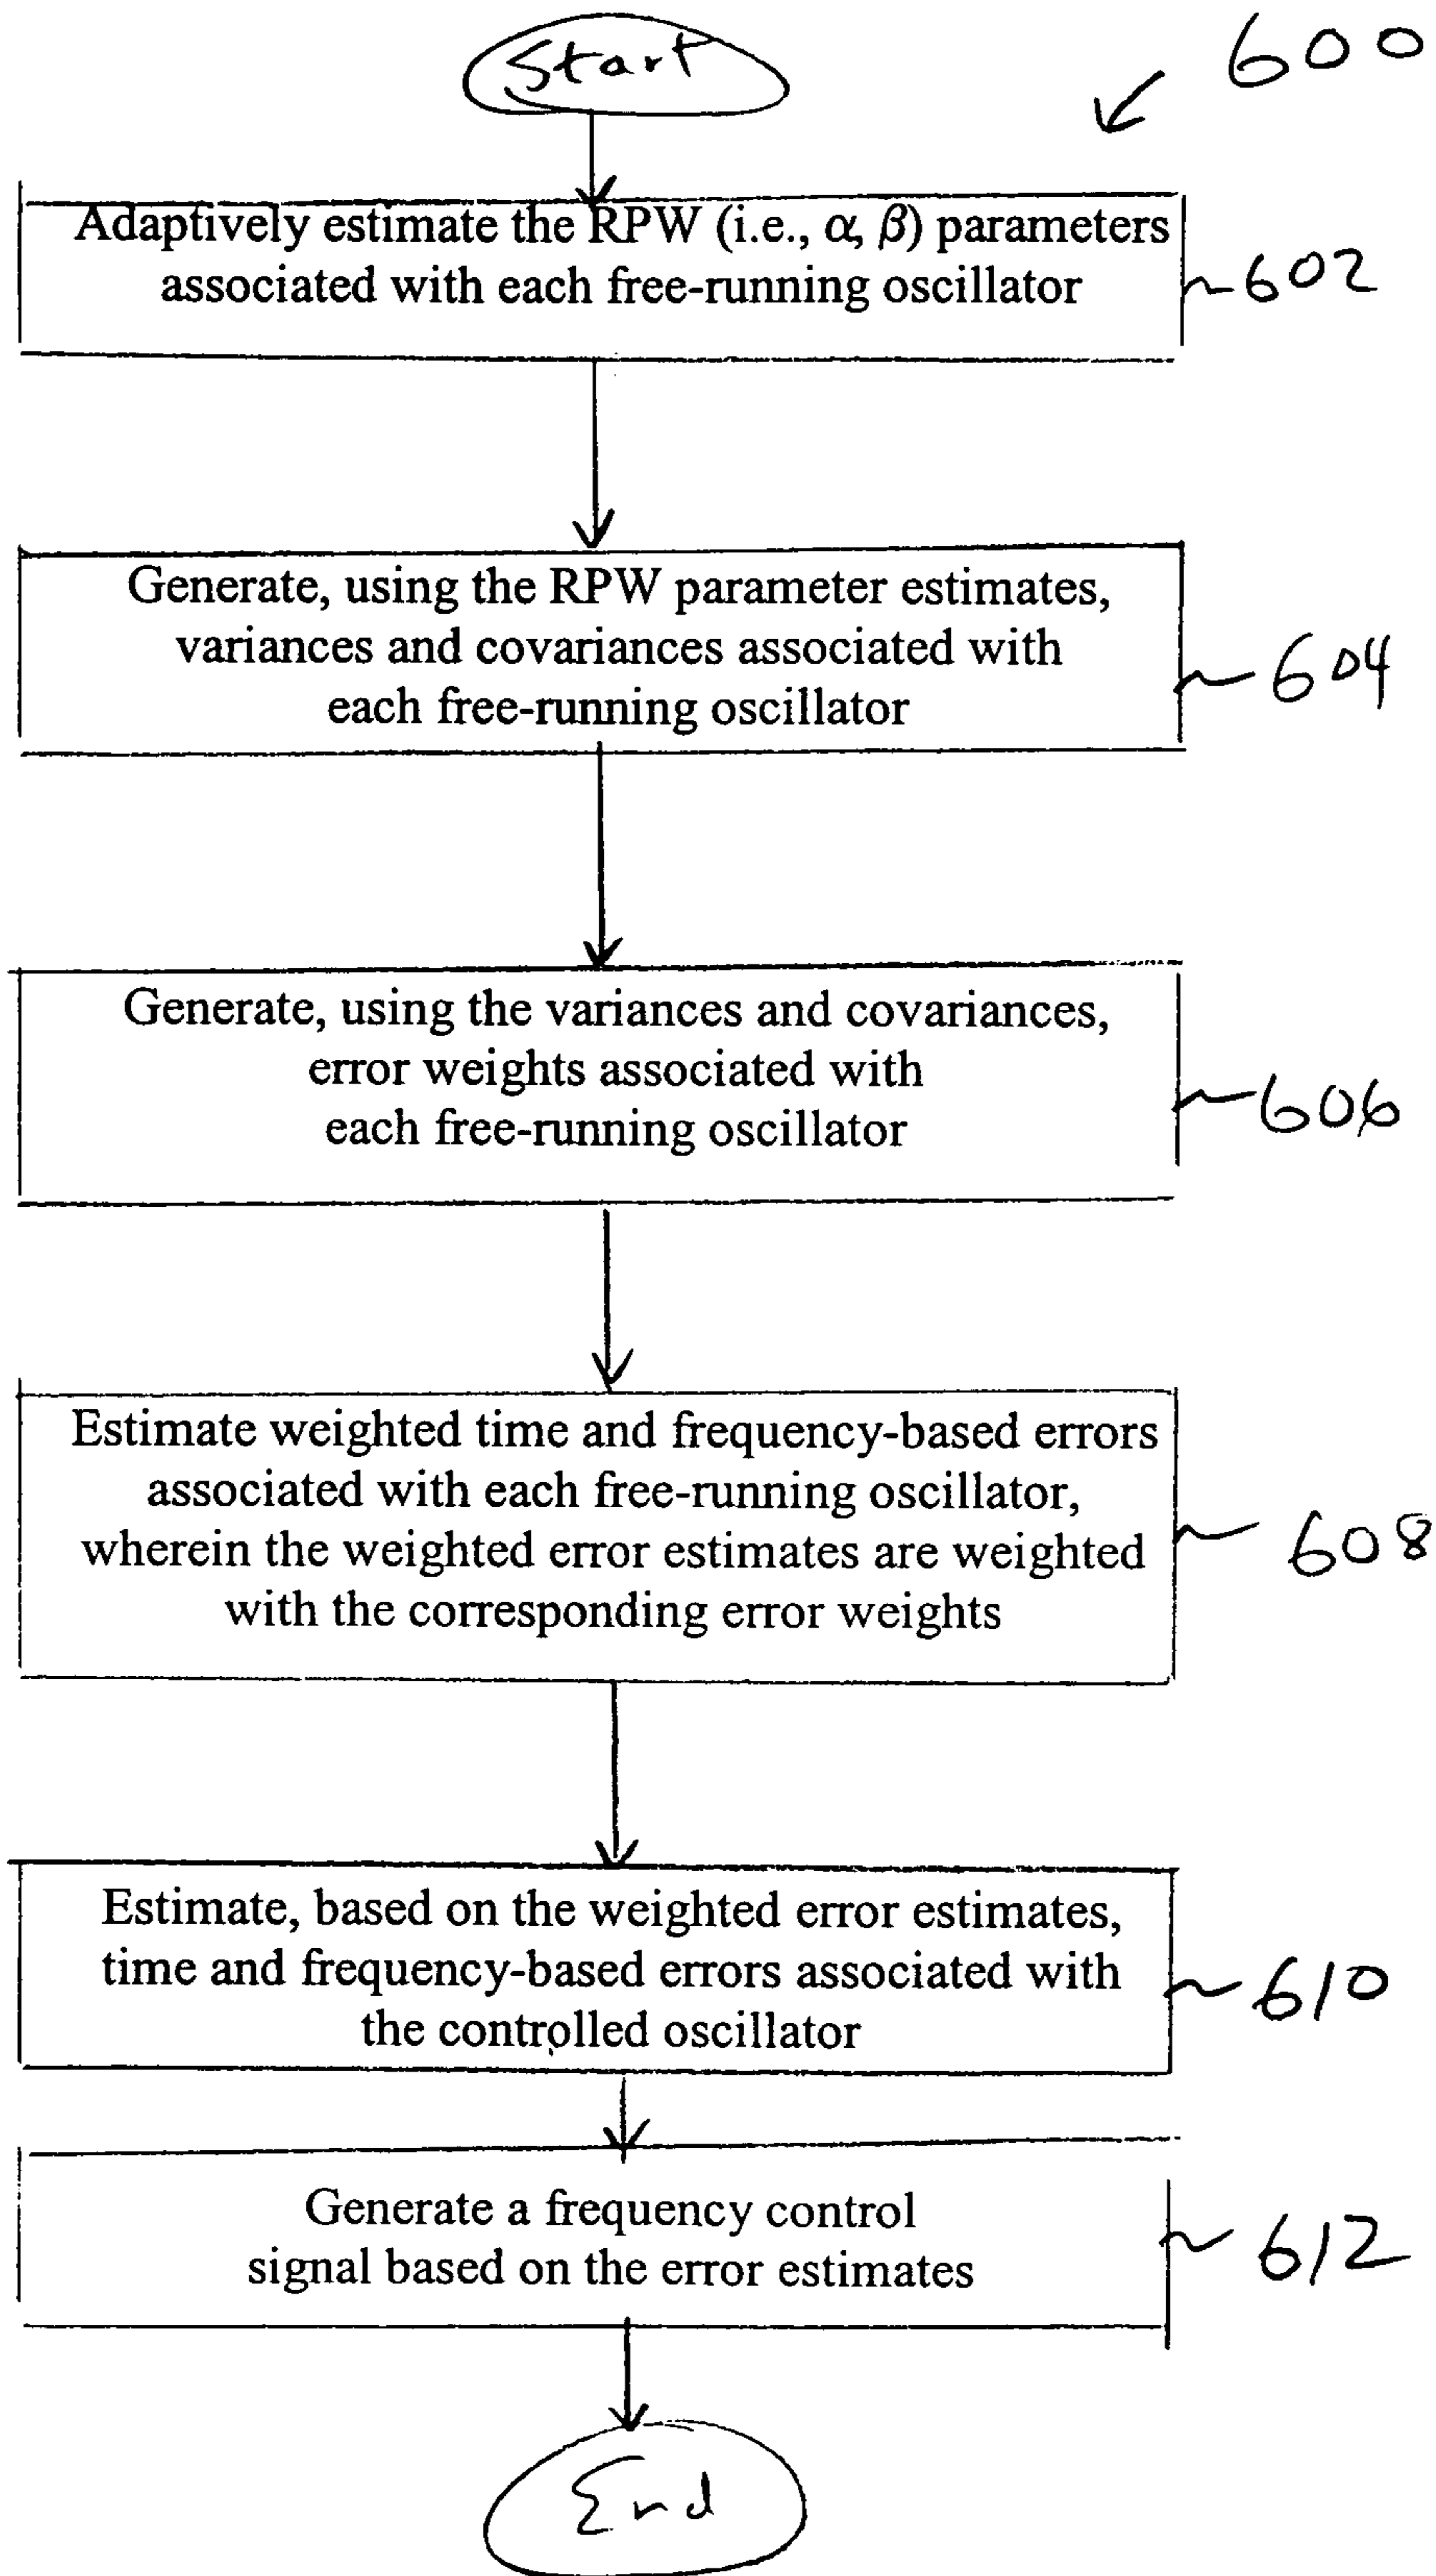 Start
600
Adaptively estimate the RPW (i.e., α, β) parameters
associated with each free-running oscillator
602
Generate, using the RPW parameter estimates,
variances and covariances associated with
each free-running oscillator
604
Generate, using the variances and covariances,
error weights associated with
each free-running oscillator
606
Estimate weighted time and frequency-based errors
associated with each free-running oscillator,
wherein the weighted error estimates are weighted
with the corresponding error weights
608
Estimate, based on the weighted error estimates,
time and frequency-based errors associated with
the controlled oscillator
610
Generate a frequency control
signal based on the error estimates
612
End